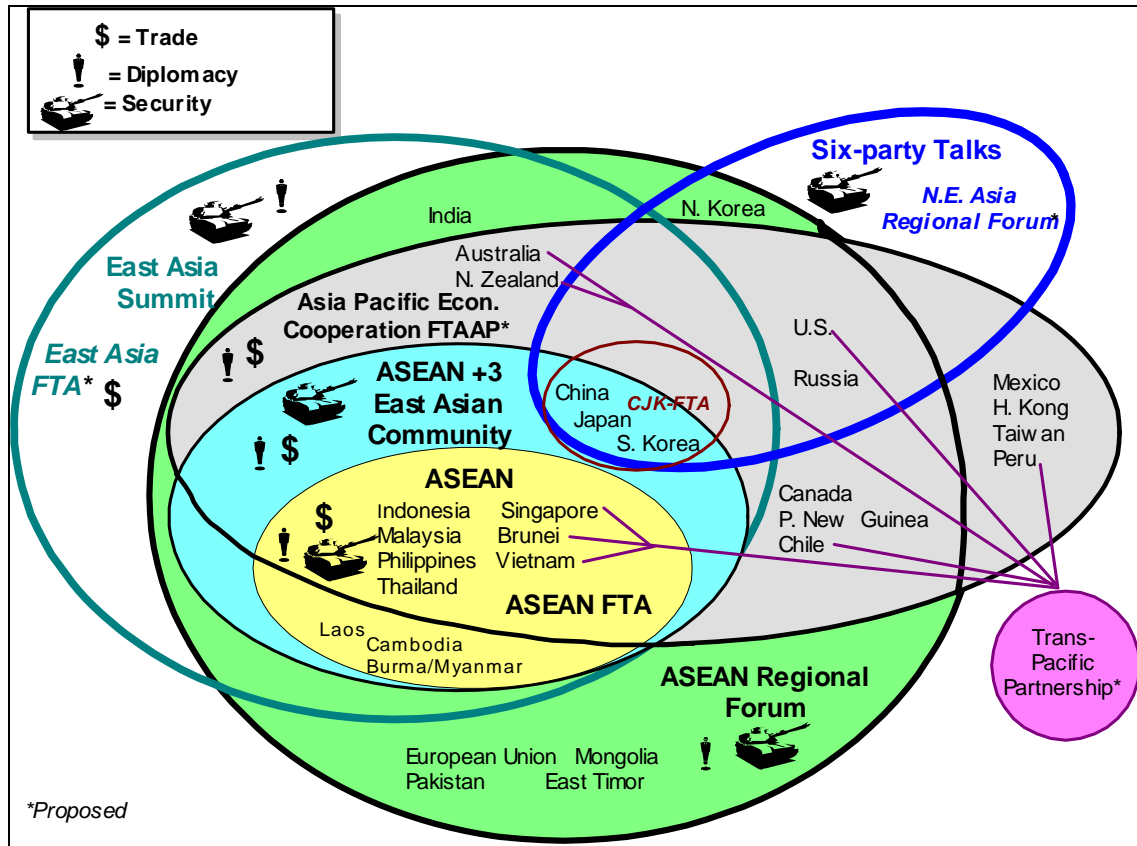 $ = Trade
= Diplomacy
= Security
Six-party Talks
N.E. Asia
Regional Forum*
N. Korea
India
Australia
N. Zealand
East Asia
Summit
Asia Pacific Econ.
Cooperation FTAAP*
U.S.
East Asia
FTA* $
$
ASEAN +3
East Asian
Community
Russia
China
CJK-FTA
Japan
S. Korea
Mexico
H. Kong
Taiwan
Peru
$
ASEAN
$
Indonesia Singapore
Malaysia Brunei
Philippines Vietnam
Thailand
Canada
P. New Guinea
Chile
ASEAN FTA
Laos
Cambodia
Burma/Myanmar
Trans-
Pacific
Partnership*
ASEAN Regional
Forum
European Union Mongolia
Pakistan East Timor
*Proposed